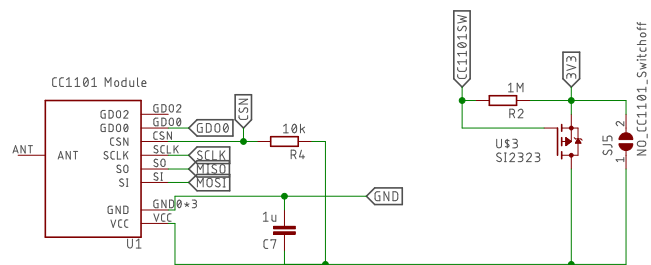 CC1101 Module
ANT
ANT
GDO2
GDO0
CSN
SCLK
SO
SI
GND
VCC
GDO2
GDO0
CSN
SCLK
SO
SI
GND0*3
VCC
U1
GDO0
SCLK
MISO
MOSI
CSN
10k
R4
GND
1u
C7
CC1101SW
1M
R2
3V3
U$3
SI2323
SJ5
1
2
NO_CC1101_Switchoff